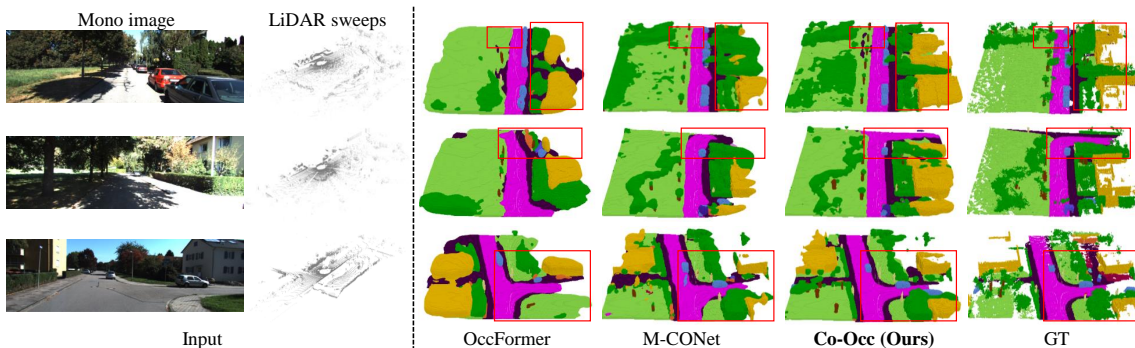 Mono image
LiDAR sweeps
Input
OccFormer
M-CONet
Co-Occ (Ours)
GT